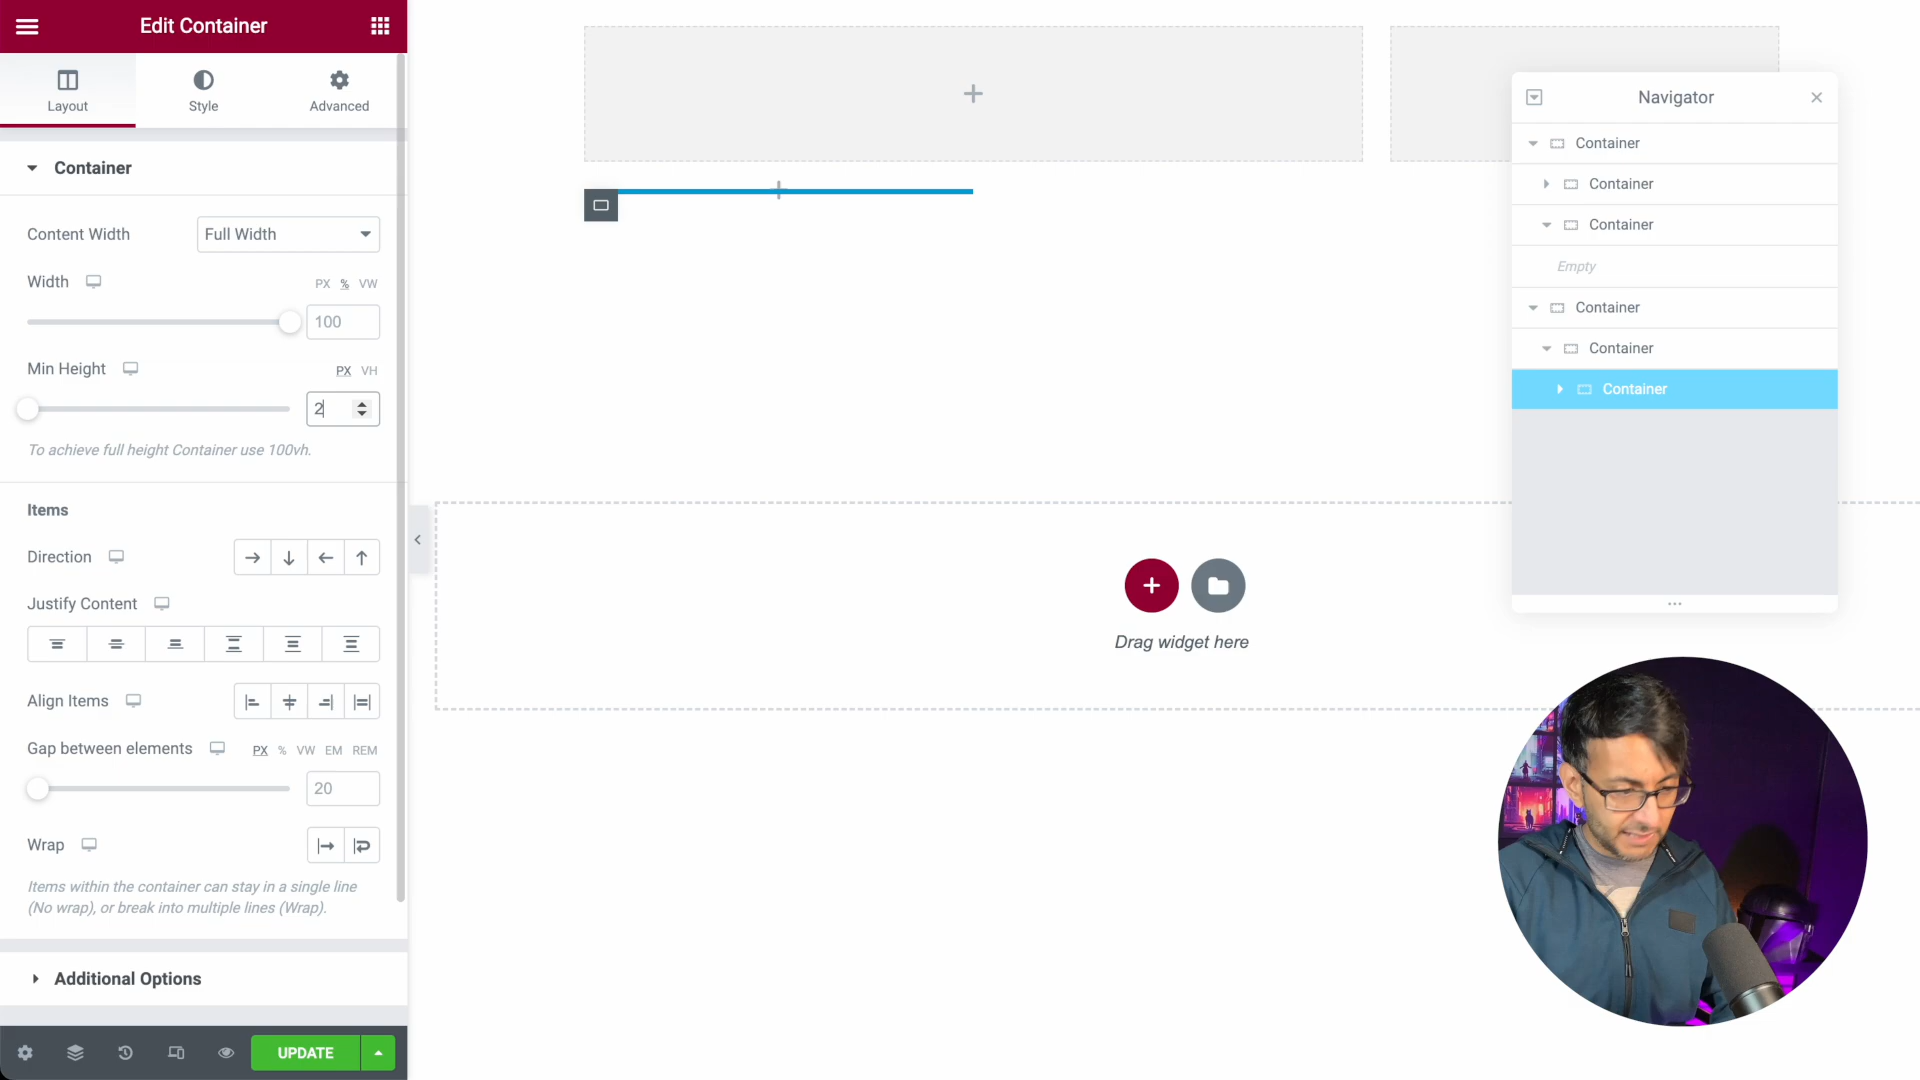 Edit Container
Layout
Style
Advanced
Container
Content Width
Full Width
Width
PX % VW
100
Min Height
PX VH
2
To achieve full height Container use 100vh.
Items
Direction
Justify Content
Align Items
Gap between elements
PX % VW EM REM
20
Wrap
Items within the container can stay in a single line
(No wrap), or break into multiple lines (Wrap).
Additional Options
UPDATE
Drag widget here
Navigator
Container
Container
Container
Empty
Container
Container
Container